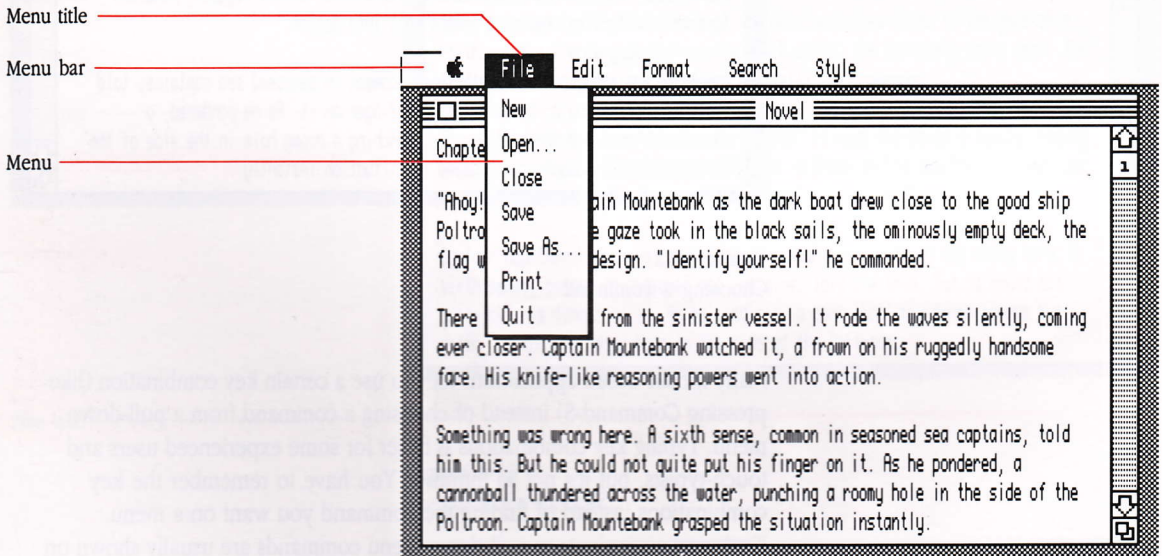 Menu title
Menu bar
Menu
File Edit Format Search Style
Novel
New
Open...
Close
Save
Save As...
Print
Quit
1
Chapte
"Ahoy! ain Mountebank as the dark boat drew close to the good ship
Poltro e gaze took in the black sails, the ominously empty deck, the
flag w design. "Identify yourself!" he commanded.
There from the sinister vessel. It rode the waves silently, coming
ever closer. Captain Mountebank watched it, a frown on his ruggedly handsome
face. His knife-like reasoning powers went into action.
Something was wrong here. A sixth sense, common in seasoned sea captains, told
him this. But he could not quite put his finger on it. As he pondered, a
cannonball thundered across the water, punching a roomy hole in the side of the
Poltroon. Captain Mountebank grasped the situation instantly.